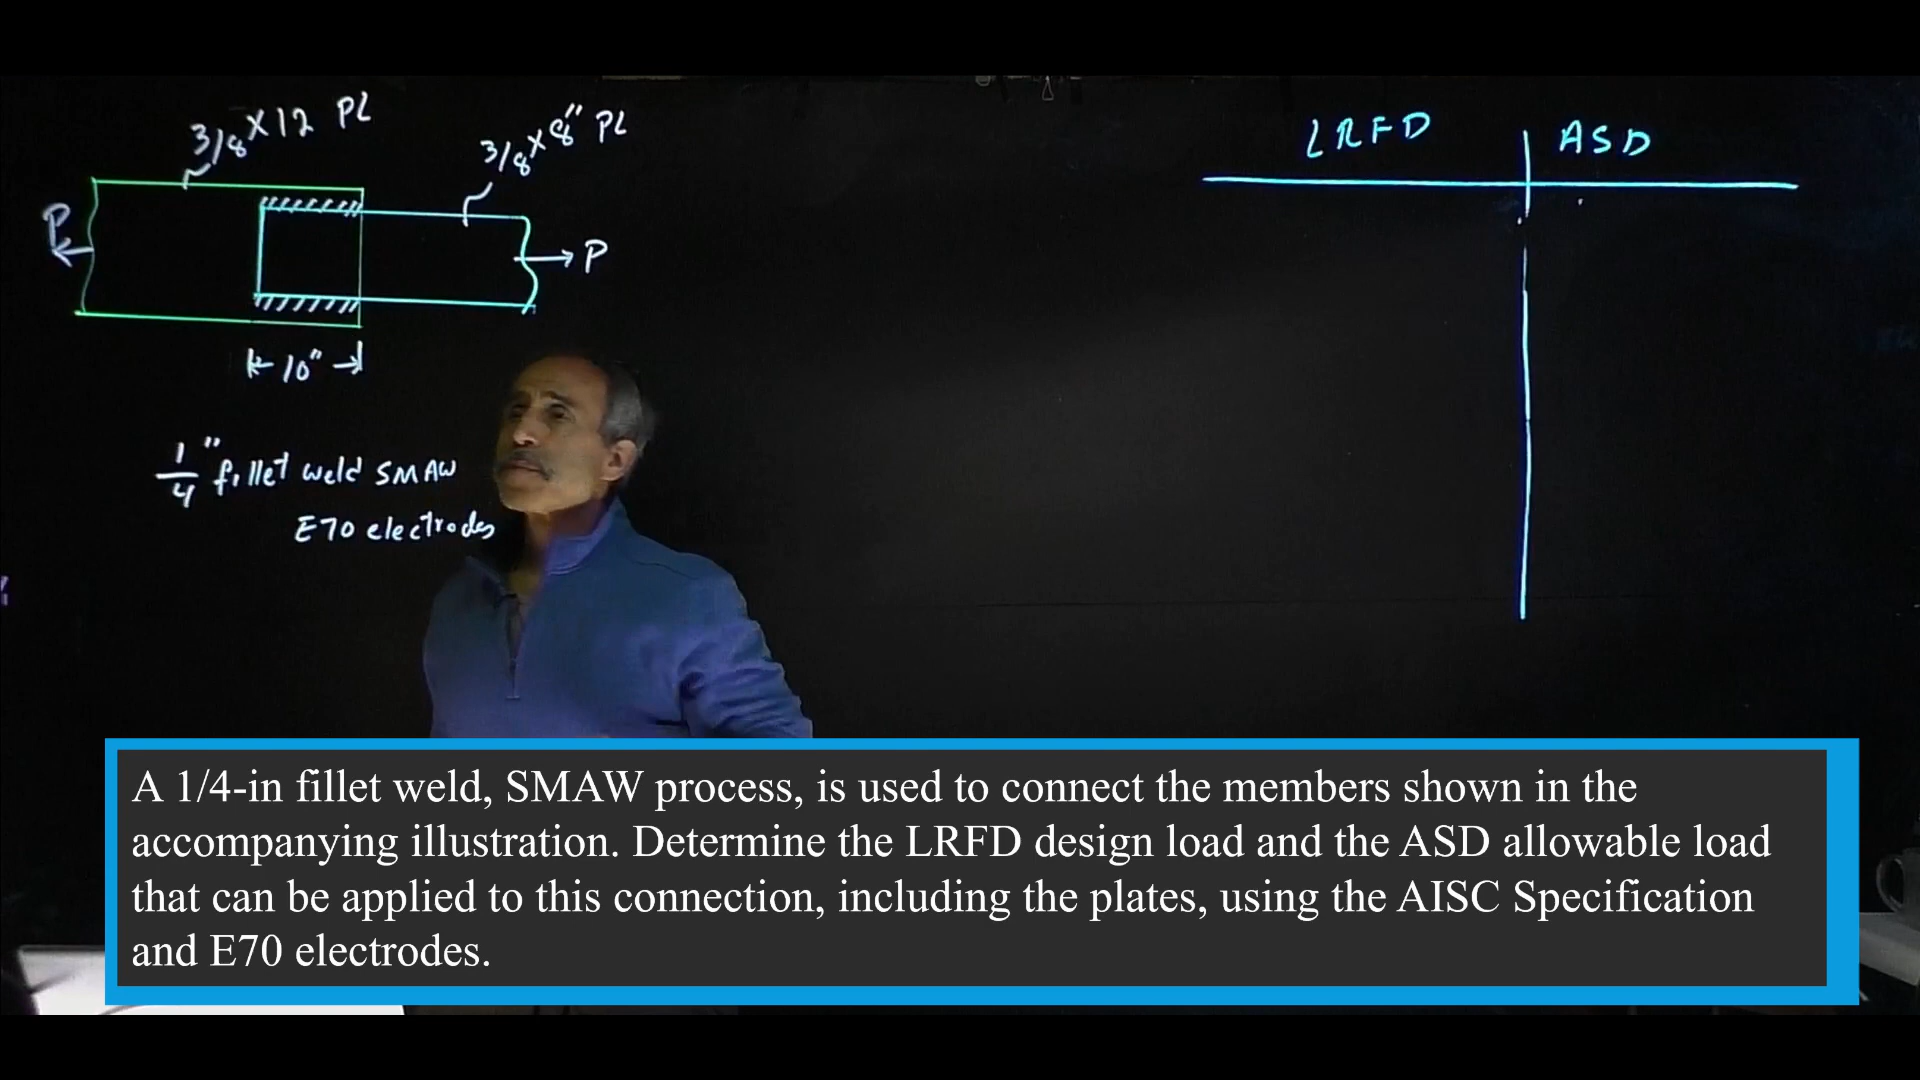 3/8 X 12 PL
3/8 x 8" PL
LRFD
ASD
P
P
10"
1/4" fillet weld SMAW
E70 electrodes
A 1/4-in fillet weld, SMAW process, is used to connect the members shown in the
accompanying illustration. Determine the LRFD design load and the ASD allowable load
that can be applied to this connection, including the plates, using the AISC Specification
and E70 electrodes.